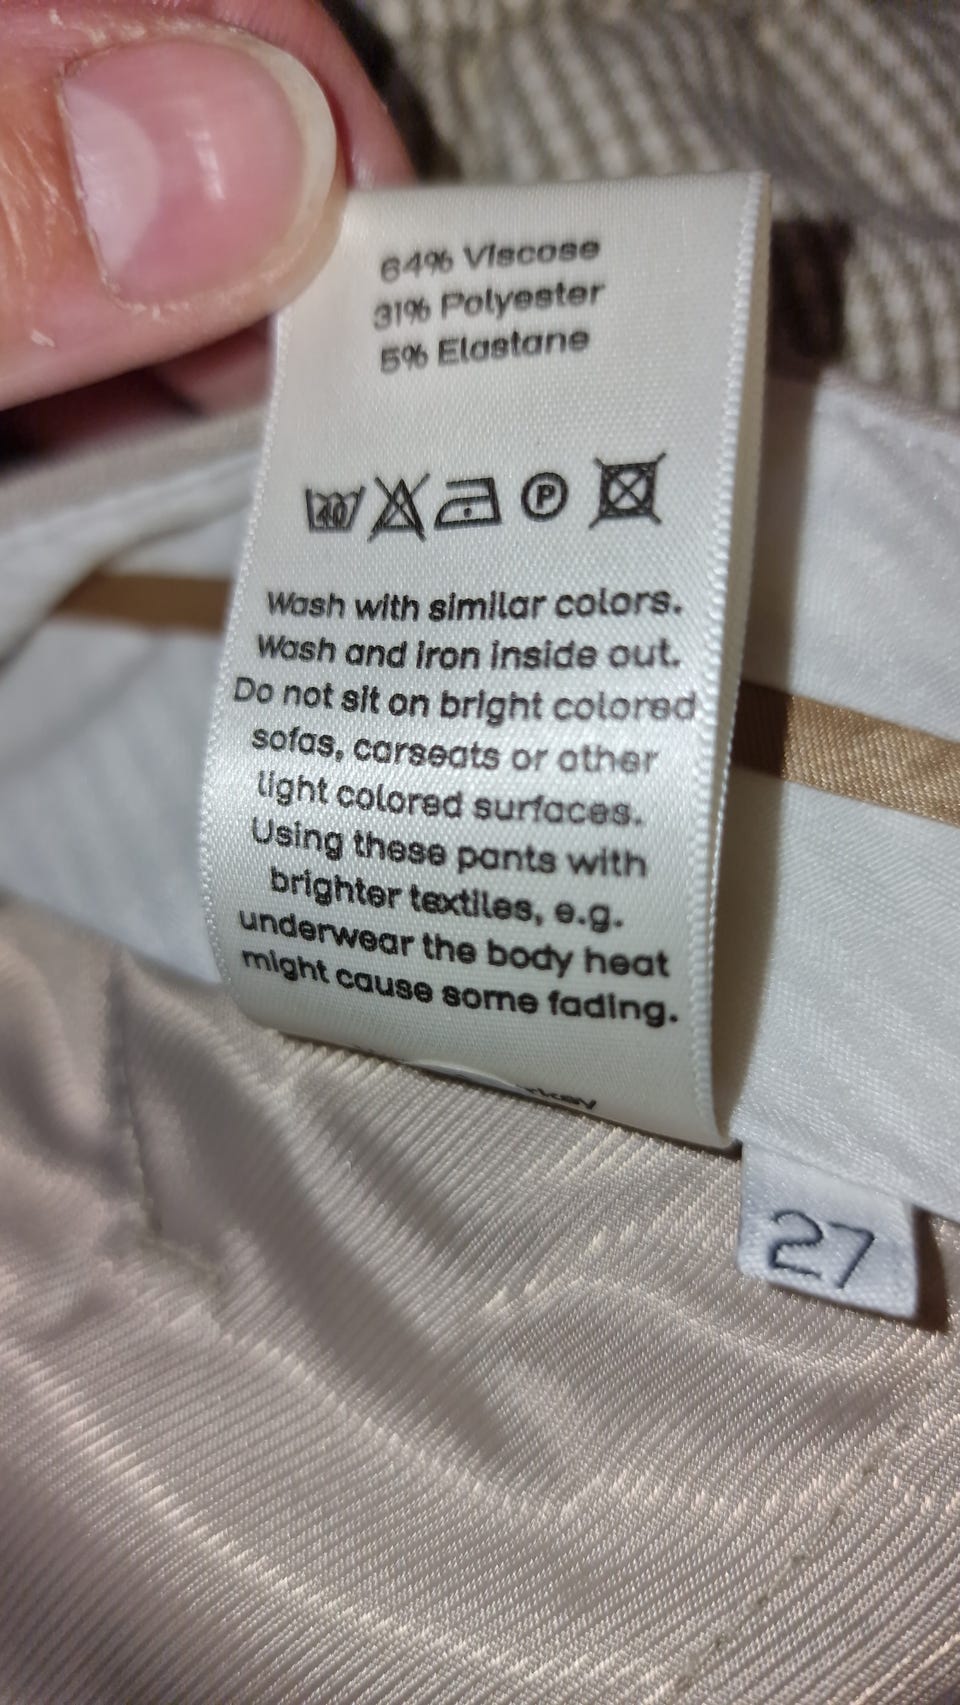 64% Viscose
31% Polyester
5% Elastane
40 P
Wash with similar colors.
Wash and iron inside out.
Do not sit on bright colored
sofas, carseats or other
light colored surfaces.
Using these pants with
brighter textiles, e.g.
underwear the body heat
might cause some fading.
27